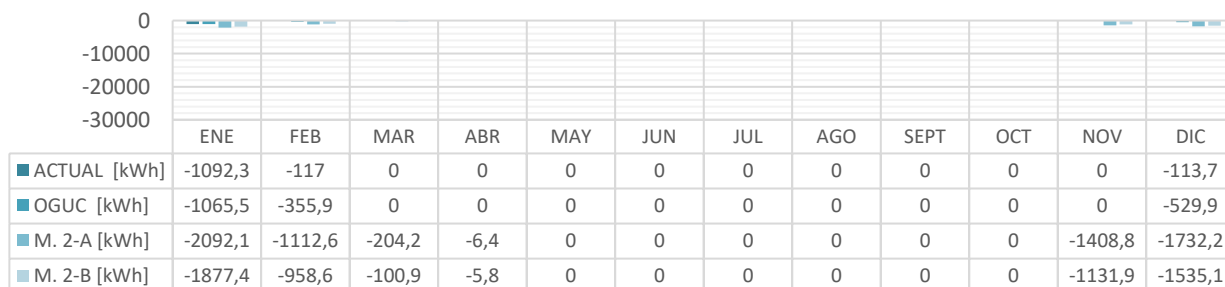 0
-10000
-20000
-30000
ENE FEB MAR ABR MAY JUN JUL AGO SEPT OCT NOV DIC
ACTUAL [kWh] -1092,3 -117 0 0 0 0 0 0 0 0 0 -113,7
OGUC [kWh] -1065,5 -355,9 0 0 0 0 0 0 0 0 0 -529,9
M. 2-A [kWh] -2092,1 -1112,6 -204,2 -6,4 0 0 0 0 0 0 -1408,8 -1732,2
M. 2-B [kWh] -1877,4 -958,6 -100,9 -5,8 0 0 0 0 0 0 -1131,9 -1535,1